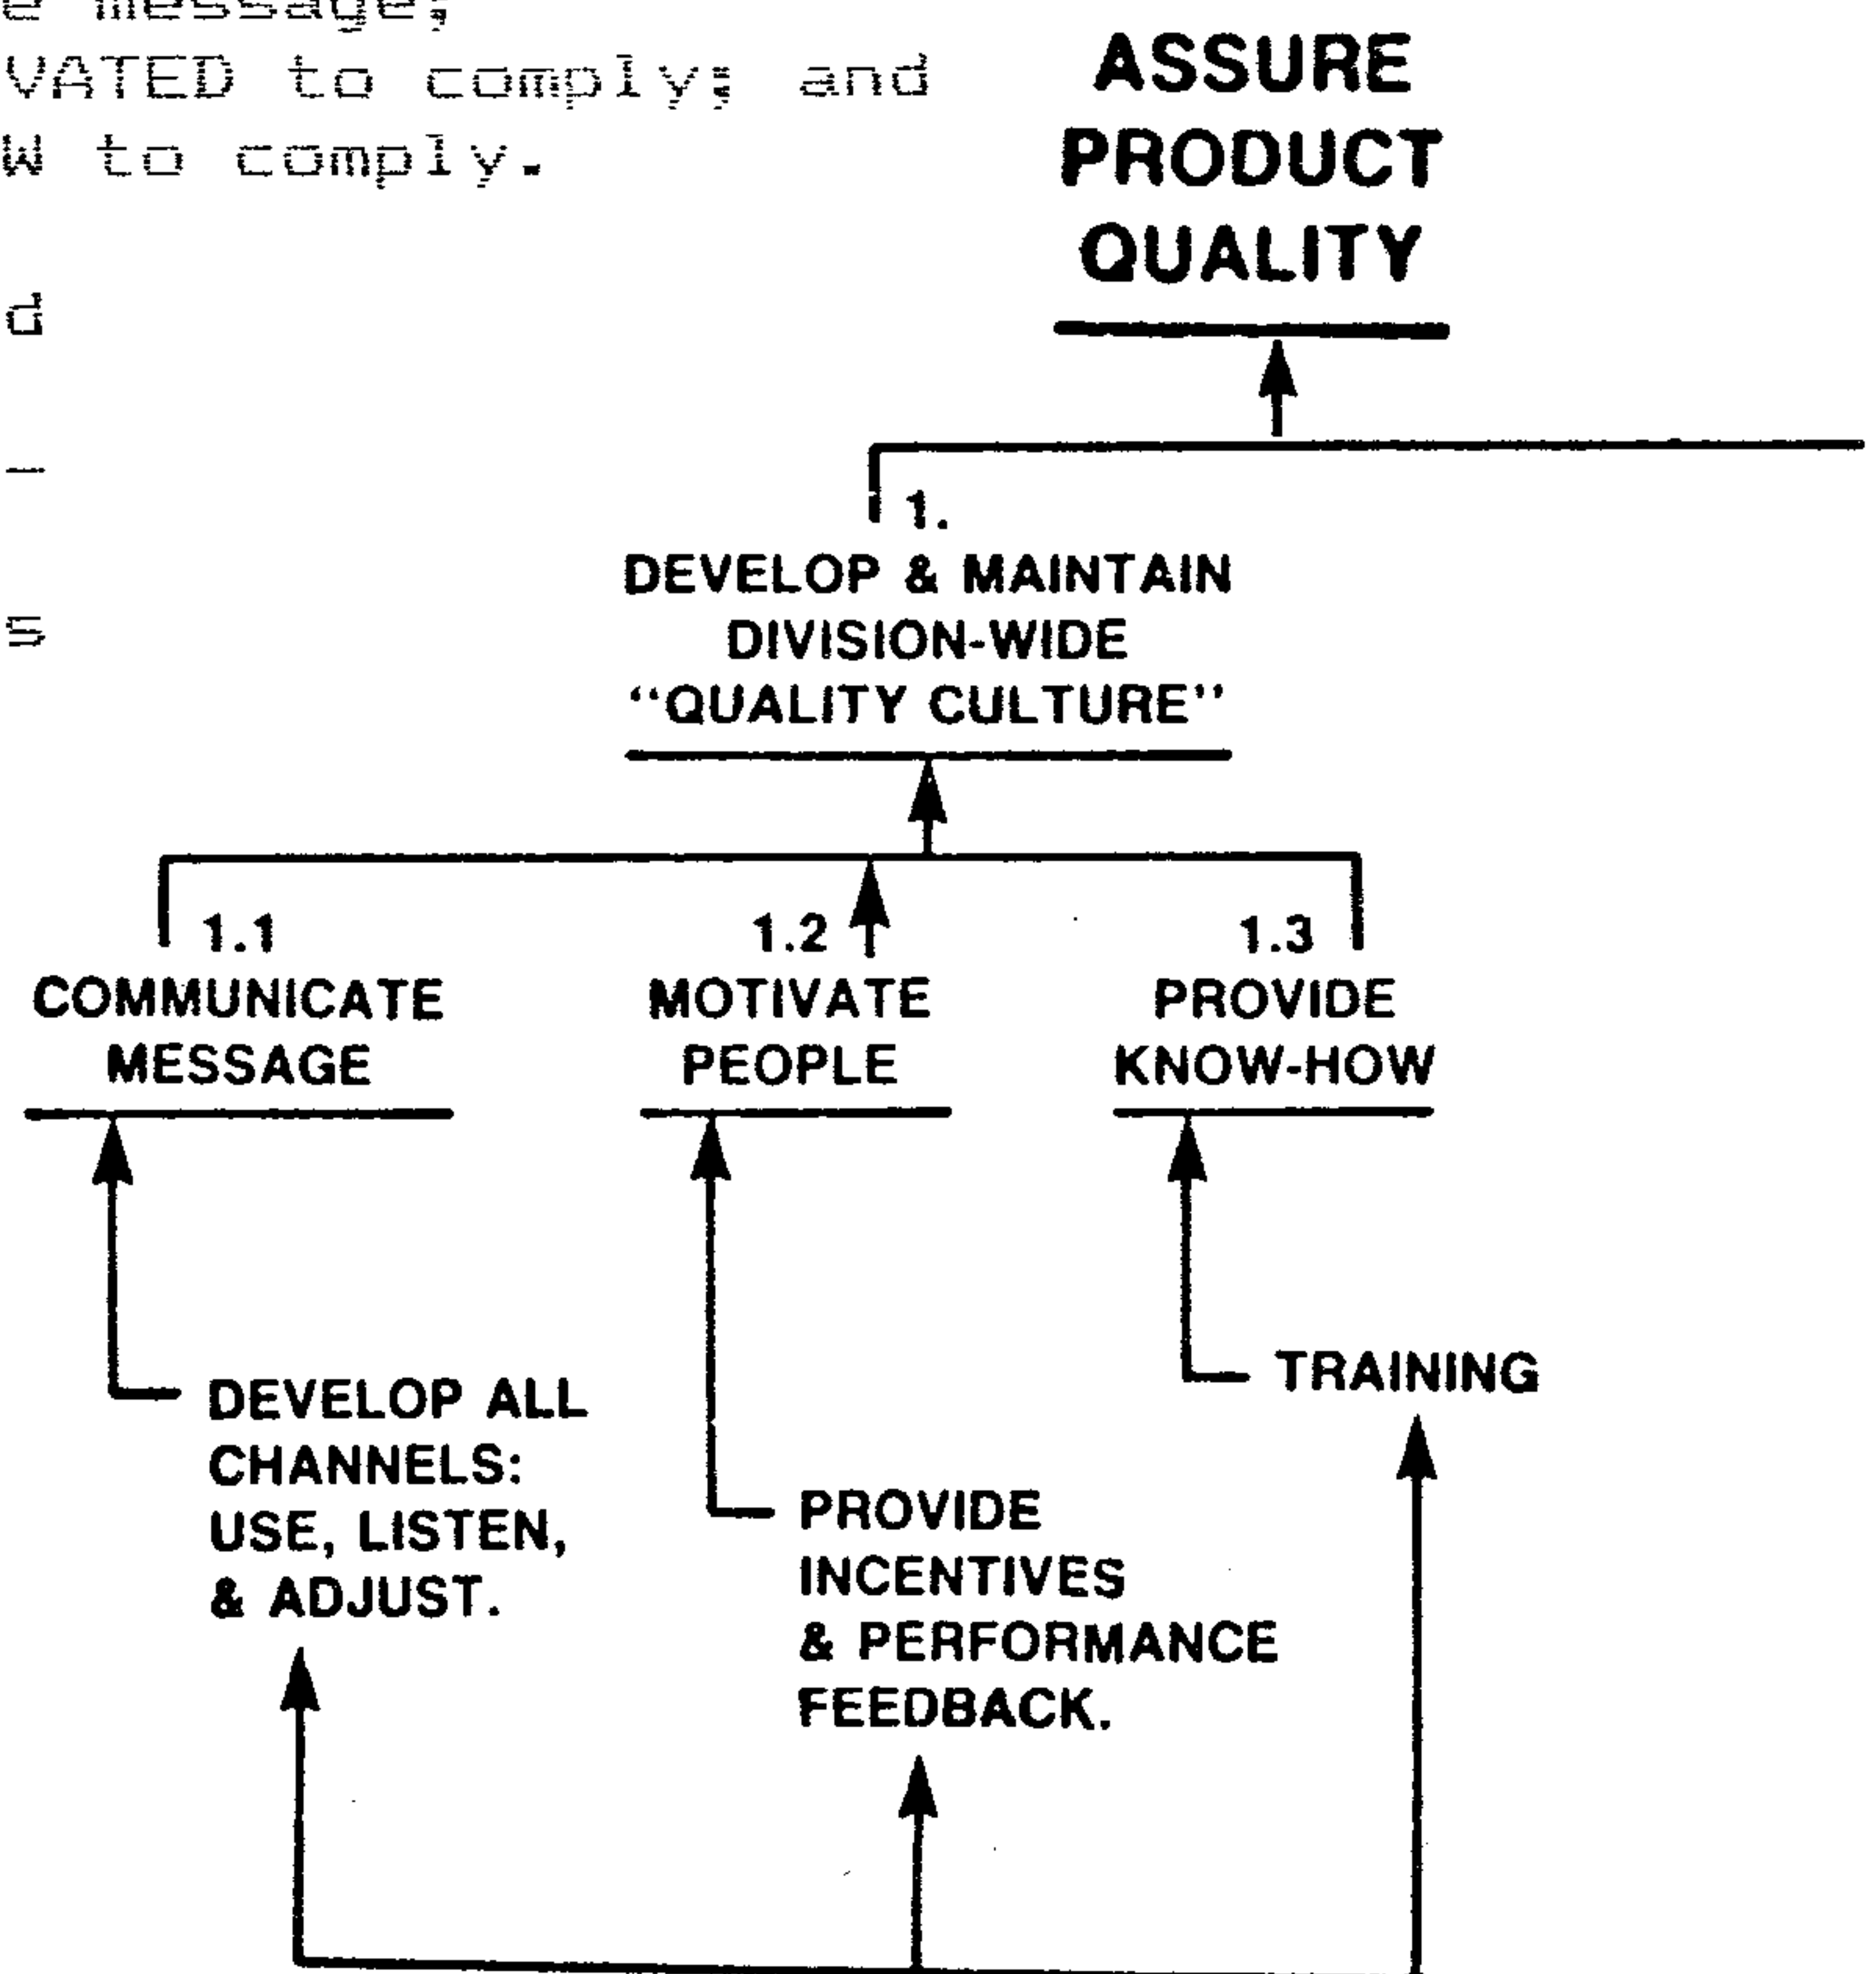 e message;
VATED to comply; and
W to comply.
d
s
ASSURE
PRODUCT
QUALITY
1.
DEVELOP & MAINTAIN
DIVISION-WIDE
“QUALITY CULTURE”
1.1
COMMUNICATE
MESSAGE
1.2
MOTIVATE
PEOPLE
1.3
PROVIDE
KNOW-HOW
DEVELOP ALL
CHANNELS:
USE, LISTEN,
& ADJUST.
PROVIDE
INCENTIVES
& PERFORMANCE
FEEDBACK.
TRAINING